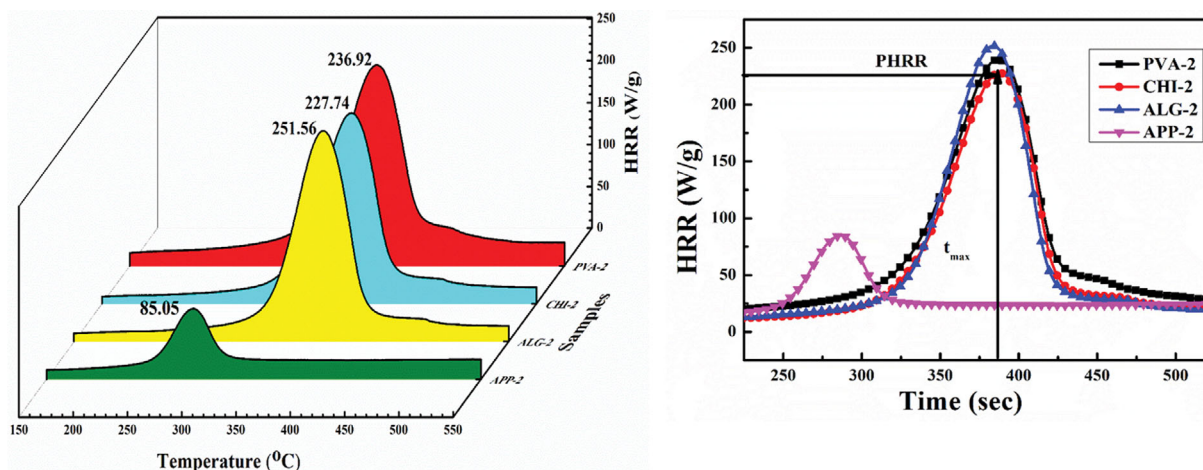 250
200
150
100
50
0
HRR (W/g)
236.92
227.74
251.56
85.05
PVA-2
CHI-2
ALG-2
APP-2
Samples
150 200 250 300 350 400 450 500 550
Temperature (⁰C)
HRR (W/g)
250
200
150
100
50
0
PHRR
t max
PVA-2
CHI-2
ALG-2
APP-2
250 300 350 400 450 500
Time (sec)